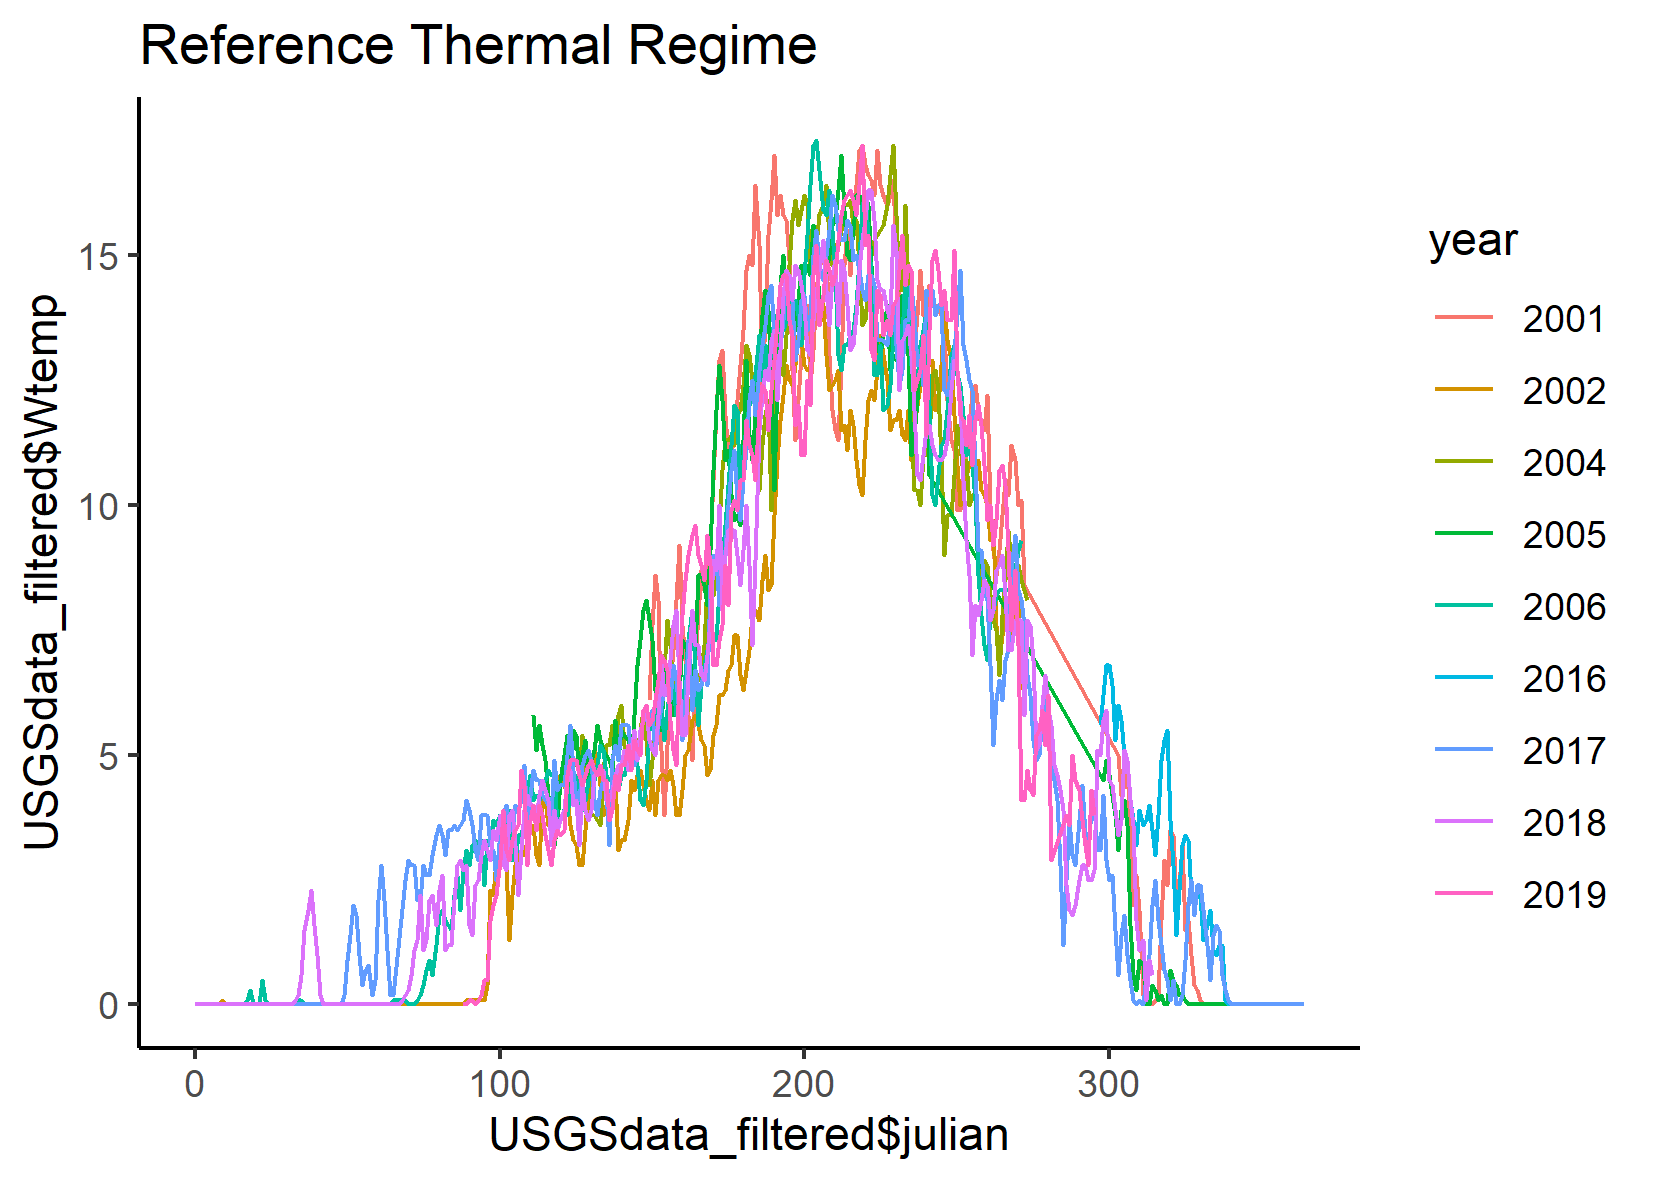 Reference Thermal Regime
USGSdata_filtered$Wtemp
15
10
5
0
0 100 200 300
USGSdata_filtered$julian
year
2001
2002
2004
2005
2006
2016
2017
2018
2019